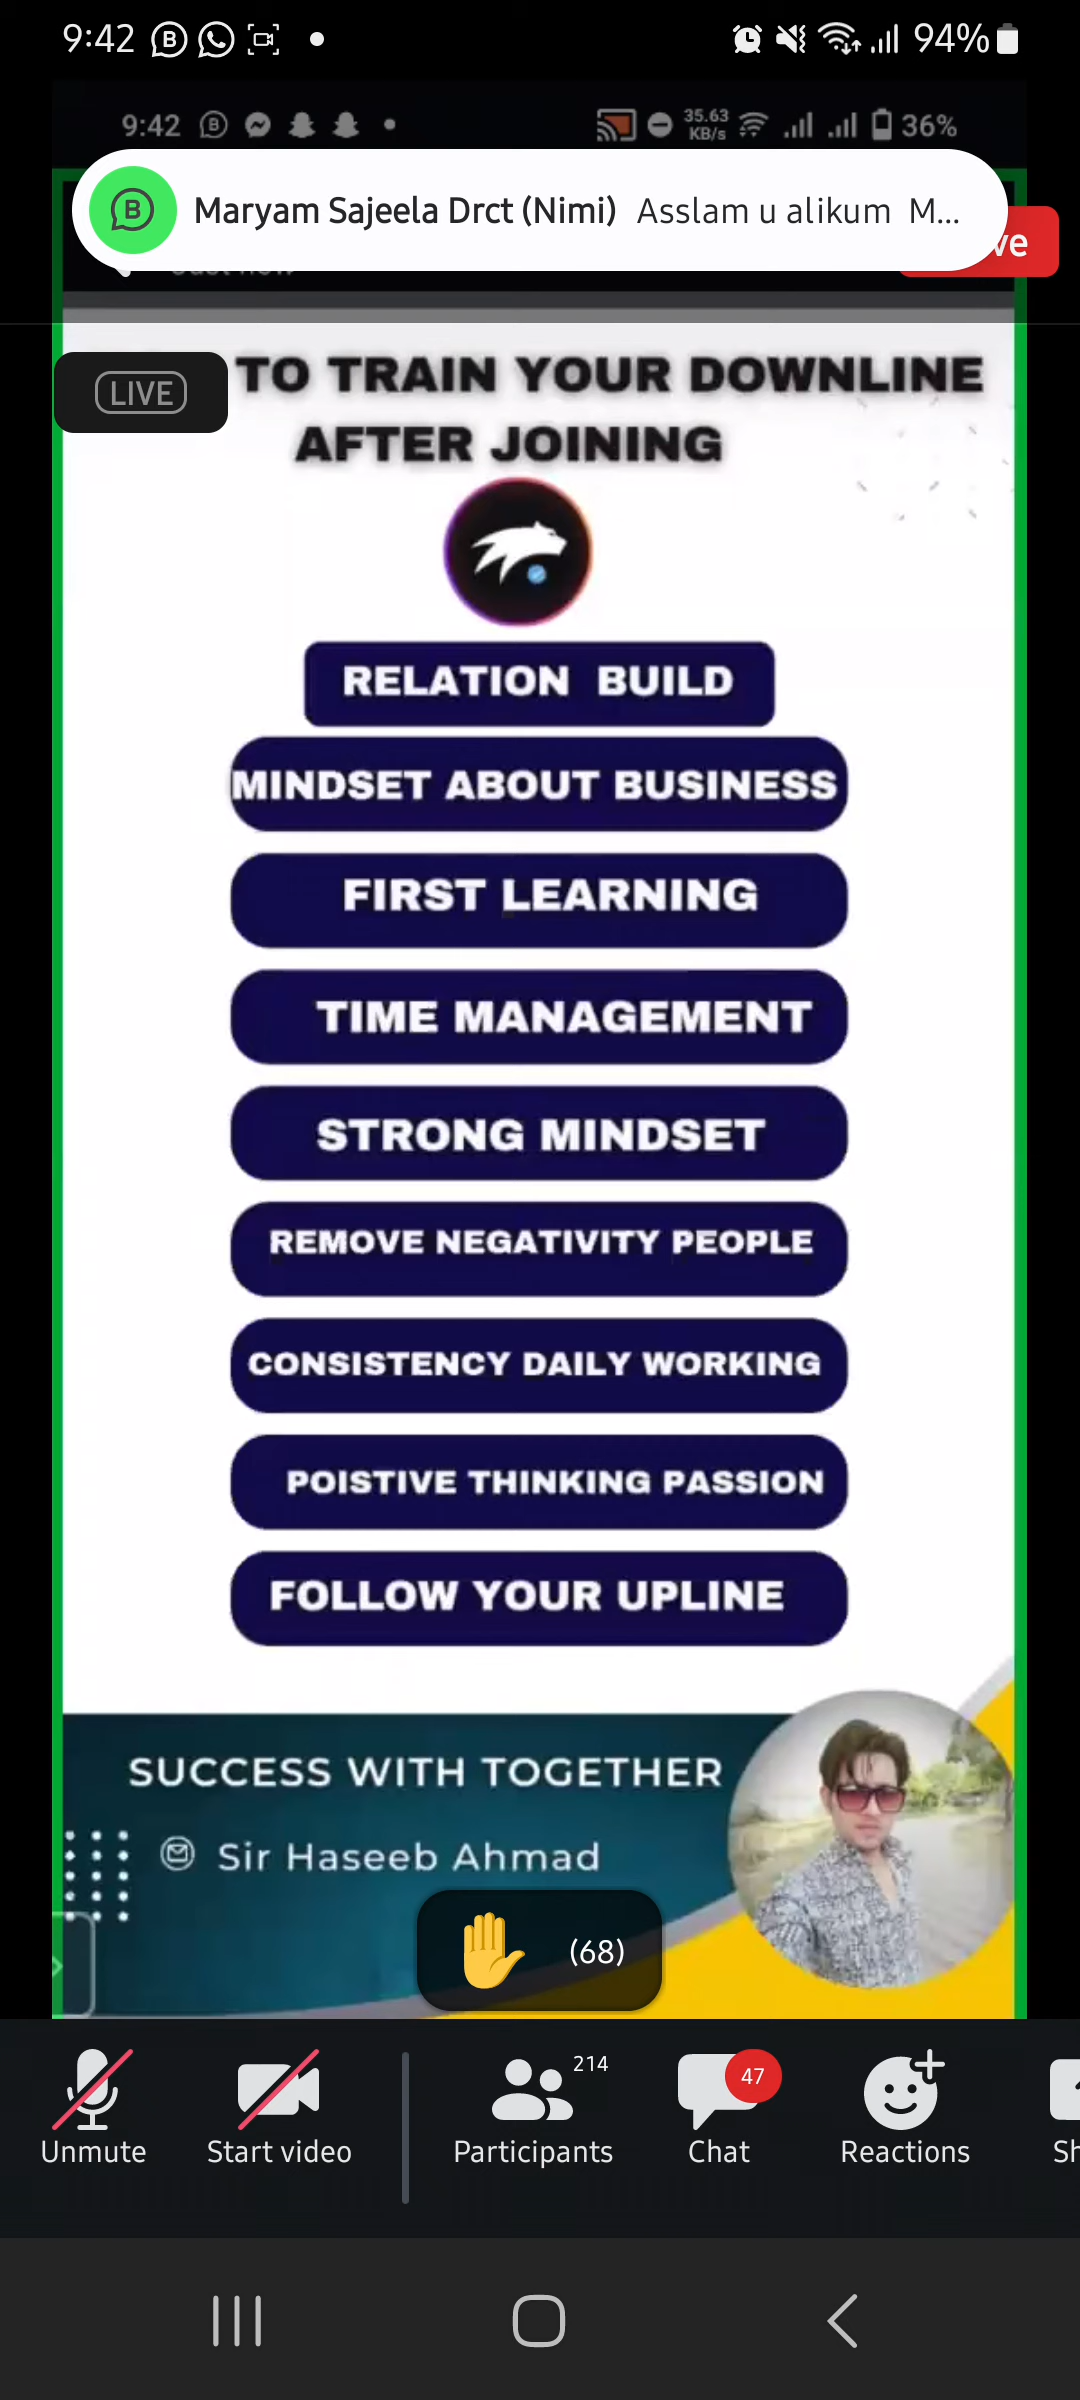 9:42
94%
9:42
35.63
KB/s
36%
Maryam Sajeela Drct (Nimi) Asslam u alikum M...
LIVE
TO TRAIN YOUR DOWNLINE
AFTER JOINING
RELATION BUILD
MINDSET ABOUT BUSINESS
FIRST LEARNING
TIME MANAGEMENT
STRONG MINDSET
REMOVE NEGATIVITY PEOPLE
CONSISTENCY DAILY WORKING
POISTIVE THINKING PASSION
FOLLOW YOUR UPLINE
SUCCESS WITH TOGETHER
Sir Haseeb Ahmad
(68)
214
47
Unmute
Start video
Participants
Chat
Reactions